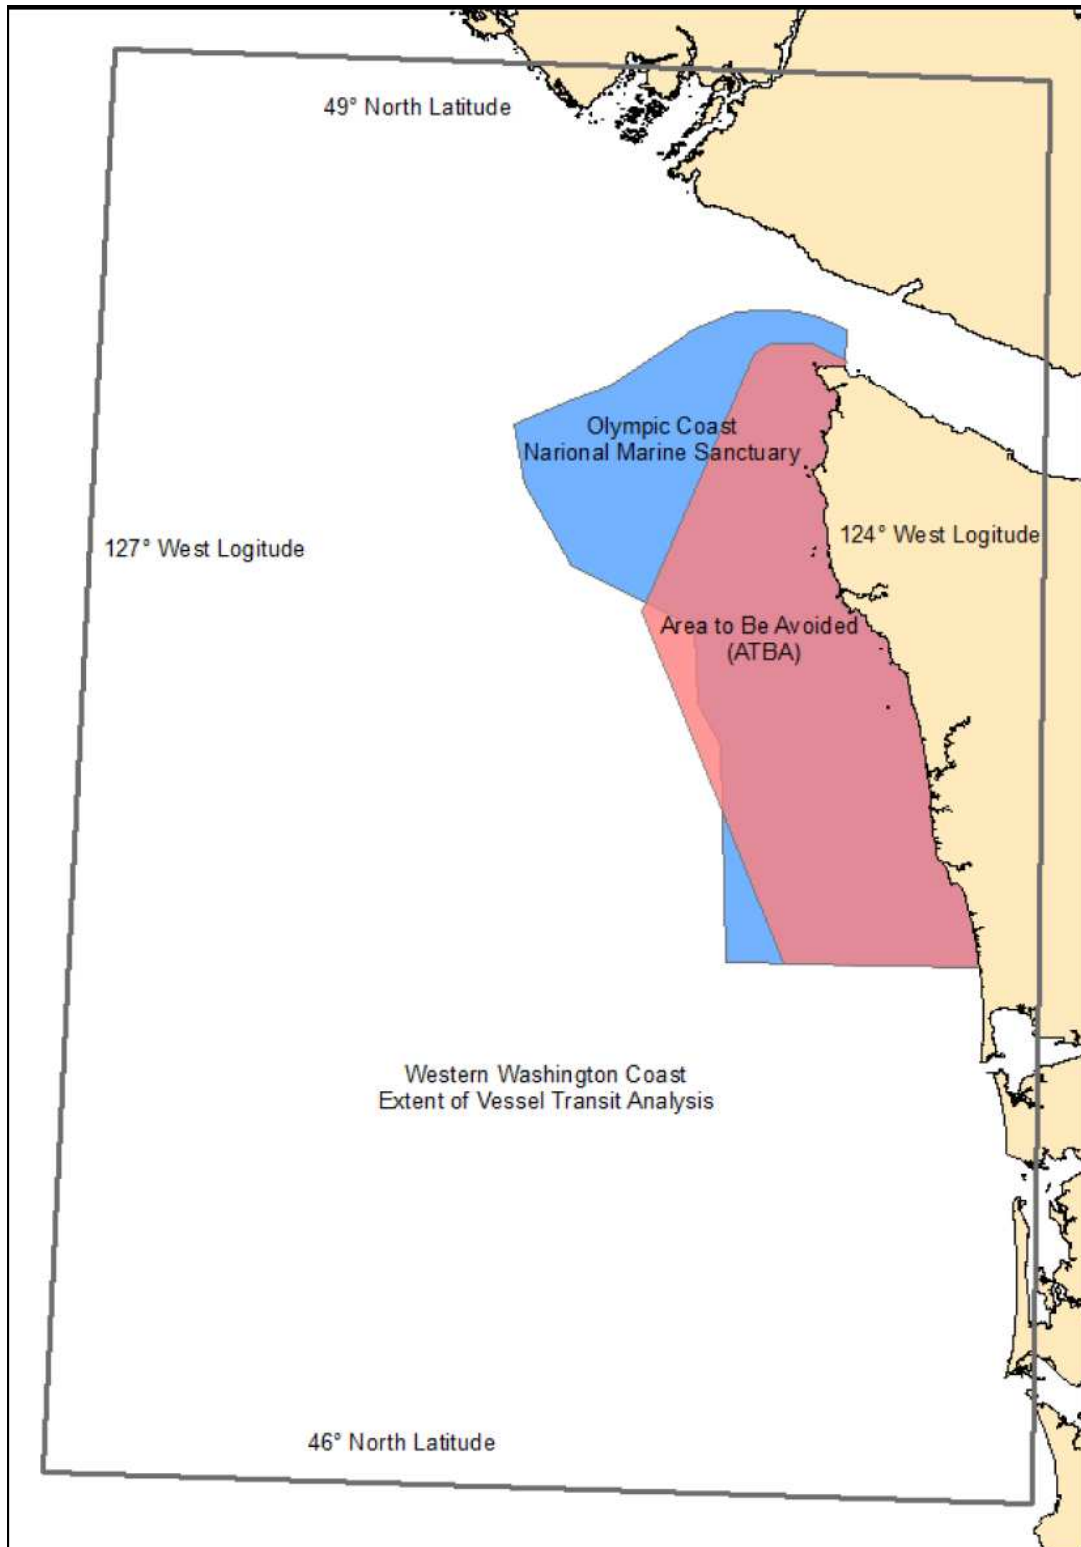 49° North Latitude
Olympic Coast
Narional Marine Sanctuary
127° West Logitude
124° West Logitude
Area to Be Avoided
(ATBA)
Western Washington Coast
Extent of Vessel Transit Analysis
46° North Latitude